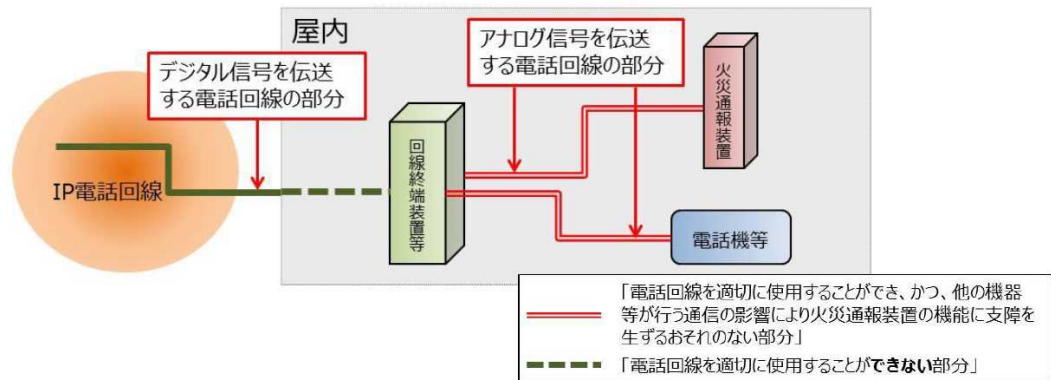 屋内
デジタル信号を伝送
する電話回線の部分
アナログ信号を伝送
する電話回線の部分
火災通報装置
回線終端装置等
IP電話回線
電話機等
「電話回線を適切に使用することができ、かつ、他の機器
等が行う通信の影響により火災通報装置の機能に支障を
生ずるおそれのない部分」
「電話回線を適切に使用することができない部分」